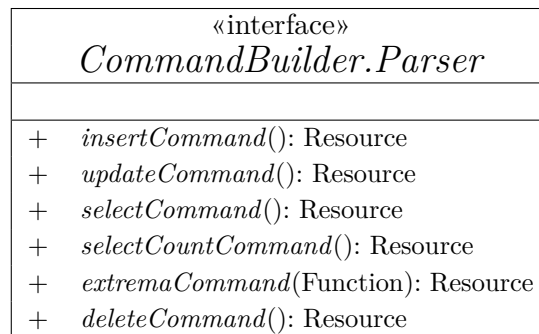 «interface»
CommandBuilder.Parser
+ insertCommand(): Resource
+ updateCommand(): Resource
+ selectCommand(): Resource
+ selectCountCommand(): Resource
+ extremaCommand(Function): Resource
+ deleteCommand(): Resource